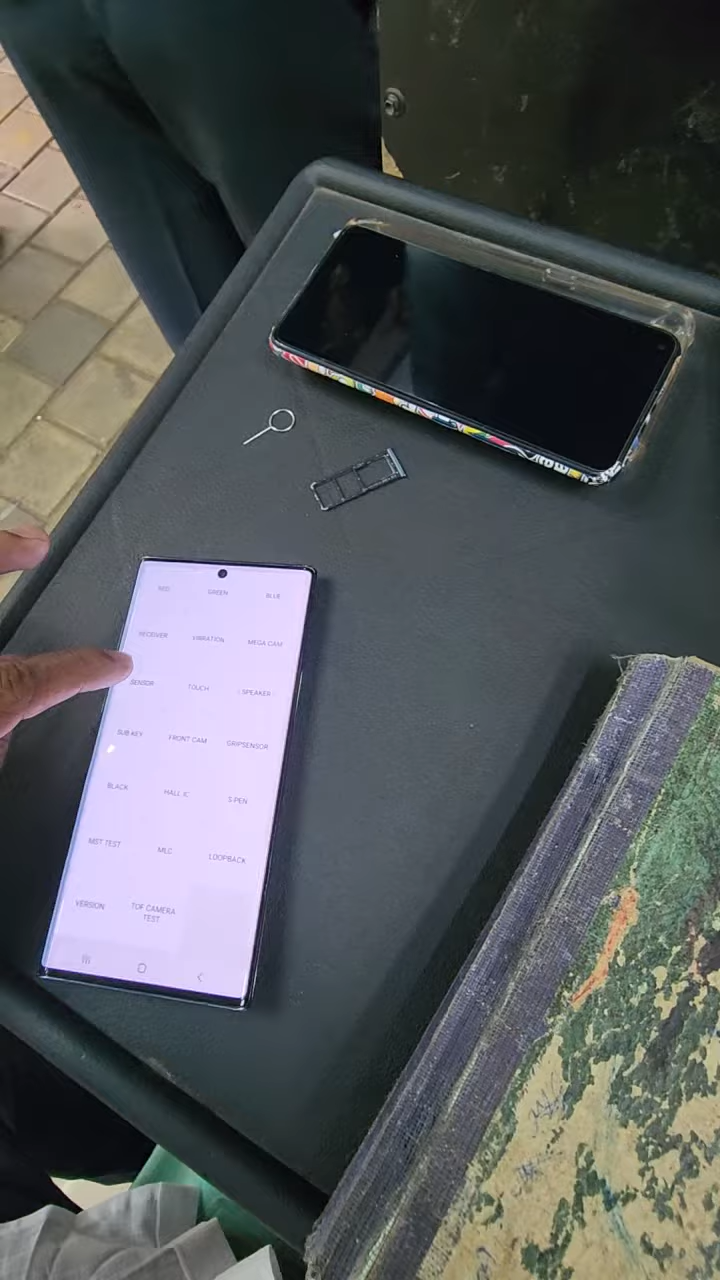 RED GREEN BLUE
RECEIVER VIBRATION MEGA CAM
SENSOR TOUCH SPEAKER
SUB KEY FRONT CAM GRIPSENSOR
BLACK HALL IC S PEN
MST TEST MLC LOOPBACK
VERSION TOF CAMERA
TEST